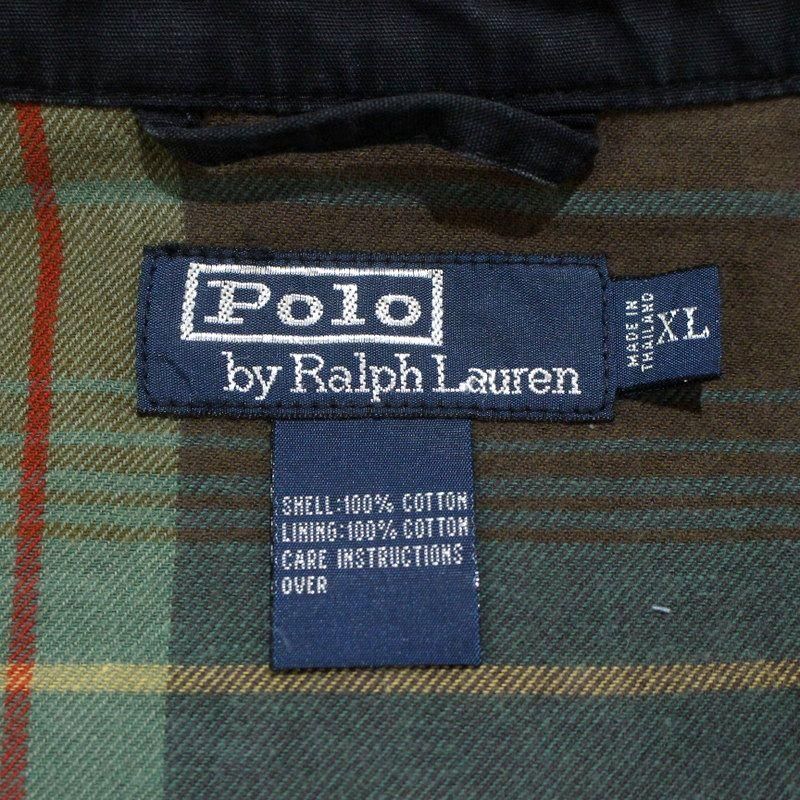 Polo
by Ralph Lauren
MADE IN
THAILAND
XL
SHELL:100% COTTON
LINING:100% COTTON
CARE INSTRUCTIONS
OVER